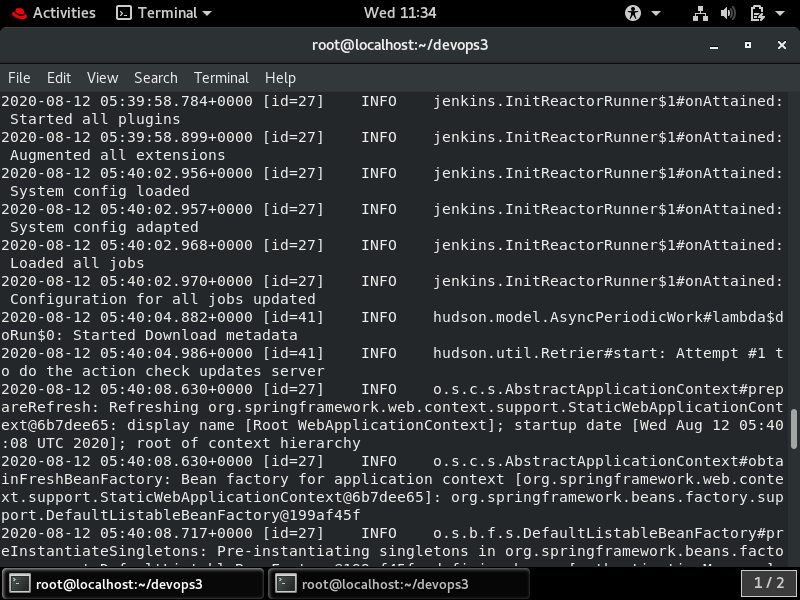 Activities Terminal Wed 11:34
root@localhost:~/devops3
File Edit View Search Terminal Help
2020-08-12 05:39:58.784+0000 [id=27] INFO jenkins.InitReactorRunner$1#onAttained:
Started all plugins
2020-08-12 05:39:58.899+0000 [id=27] INFO jenkins.InitReactorRunner$1#onAttained:
Augmented all extensions
2020-08-12 05:40:02.956+0000 [id=27] INFO jenkins.InitReactorRunner$1#onAttained:
System config loaded
2020-08-12 05:40:02.957+0000 [id=27] INFO jenkins.InitReactorRunner$1#onAttained:
System config adapted
2020-08-12 05:40:02.968+0000 [id=27] INFO jenkins.InitReactorRunner$1#onAttained:
Loaded all jobs
2020-08-12 05:40:02.970+0000 [id=27] INFO jenkins.InitReactorRunner$1#onAttained:
Configuration for all jobs updated
2020-08-12 05:40:04.882+0000 [id=41] INFO hudson.model.AsyncPeriodicWork#lambda$d
oRun$0: Started Download metadata
2020-08-12 05:40:04.986+0000 [id=41] INFO hudson.util.Retrier#start: Attempt #1 t
o do the action check updates server
2020-08-12 05:40:08.630+0000 [id=27] INFO o.s.c.s.AbstractApplicationContext#prep
areRefresh: Refreshing org.springframework.web.context.support.StaticWebApplicationCont
ext@6b7dee65: display name [Root WebApplicationContext]; startup date [Wed Aug 12 05:40
:08 UTC 2020]; root of context hierarchy
2020-08-12 05:40:08.630+0000 [id=27] INFO o.s.c.s.AbstractApplicationContext#obta
inFreshBeanFactory: Bean factory for application context [org.springframework.web.conte
xt.support.StaticWebApplicationContext@6b7dee65]: org.springframework.beans.factory.sup
port.DefaultListableBeanFactory@199af45f
2020-08-12 05:40:08.717+0000 [id=27] INFO o.s.b.f.s.DefaultListableBeanFactory#pr
eInstantiateSingletons: Pre-instantiating singletons in org.springframework.beans.facto
root@localhost:~/devops3 root@localhost:~/devops3 1 / 2